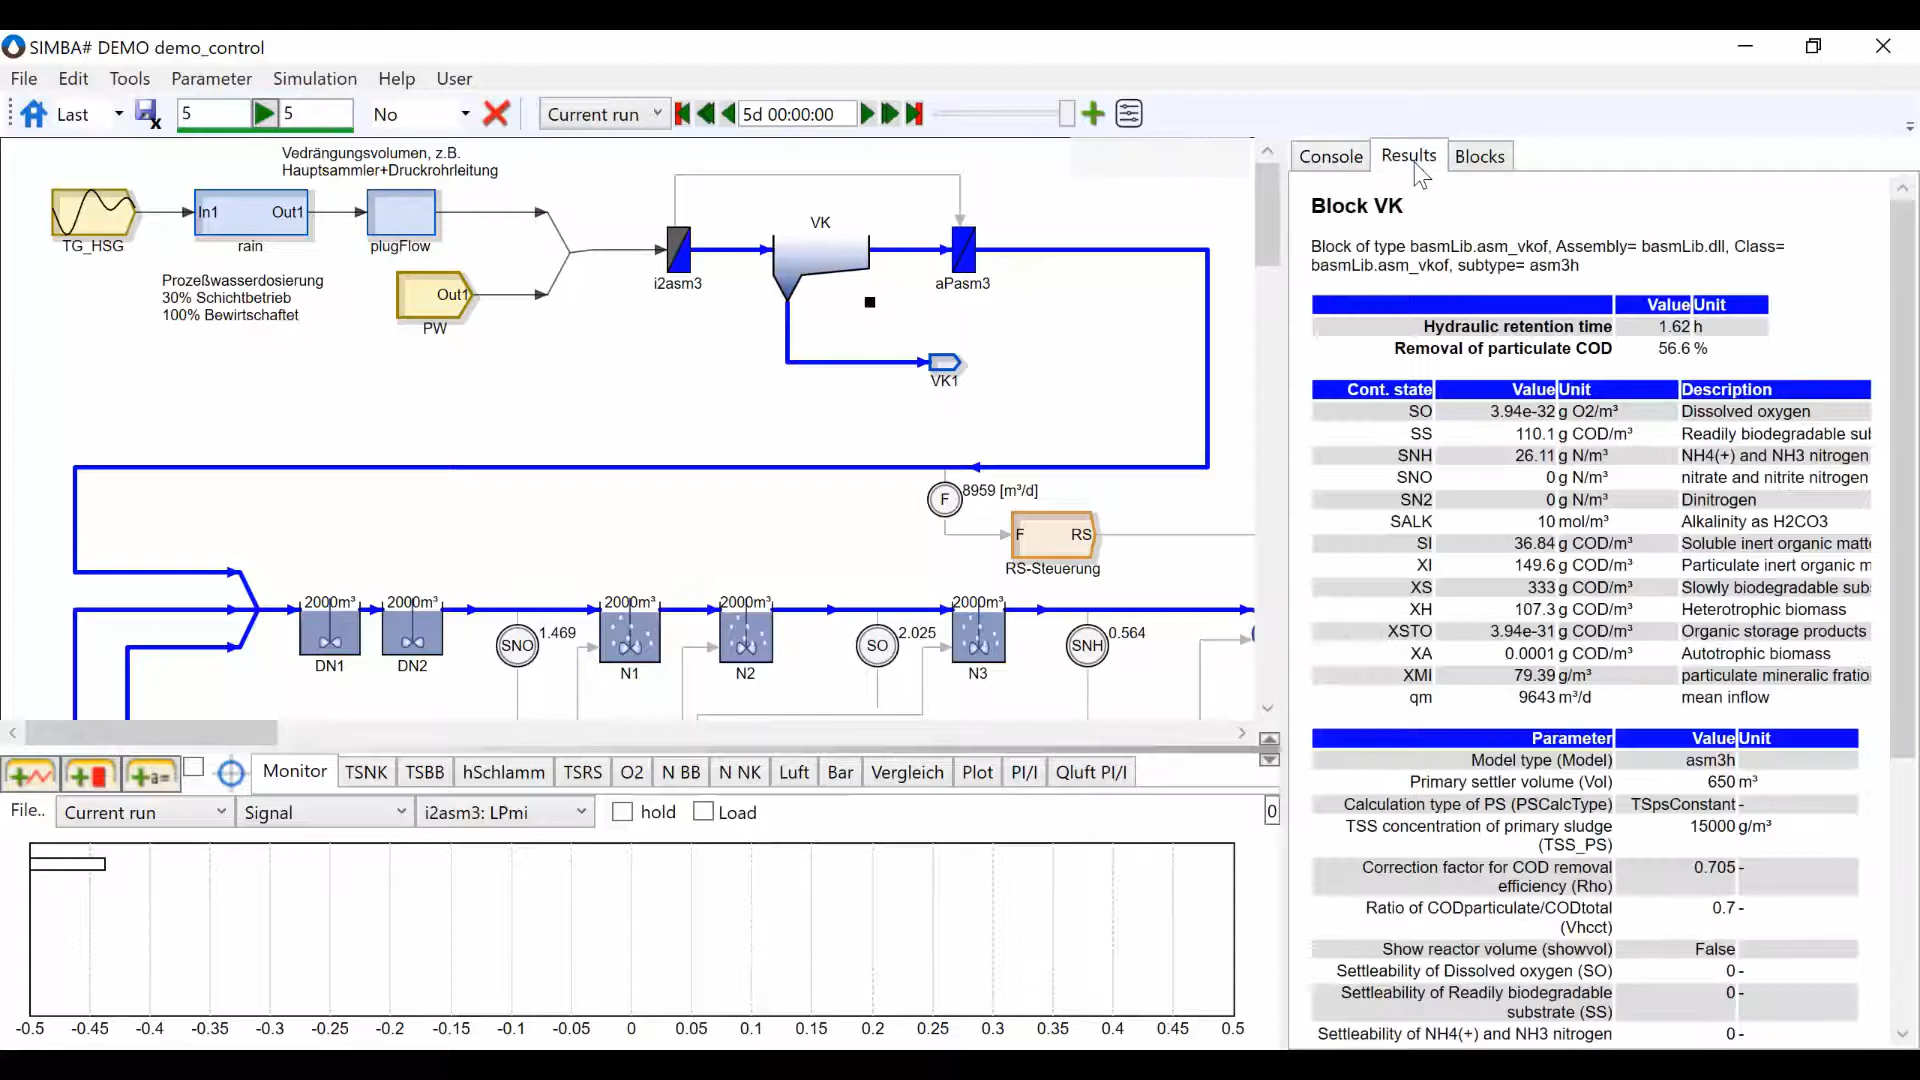 SIMBA# DEMO demo_control
File Edit Tools Parameter Simulation Help User
Last 5 5 No Current run 5d 00:00:00
Vedrängungsvolumen, z.B.
Hauptsammler+Druckrohrleitung
TG_HSG
In1 Out1
rain
plugFlow
Prozeßwasserdosierung
30% Schichtbetrieb
100% Bewirtschaftet
Out1
PW
i2asm3
VK
aPasm3
VK1
F 8959 [m³/d]
F RS
RS-Steuerung
2000m³ 2000m³ 2000m³ 2000m³ 2000m³
SNO 1.469 SO 2.025 SNH 0.564
DN1 DN2 N1 N2 N3
+a=
Monitor TSNK TSBB hSchlamm TSRS O2 N BB N NK Luft Bar Vergleich Plot PI/I Qluft PI/I
File.. Current run Signal i2asm3: LPmi hold Load 0
-0.5 -0.45 -0.4 -0.35 -0.3 -0.25 -0.2 -0.15 -0.1 -0.05 0 0.05 0.1 0.15 0.2 0.25 0.3 0.35 0.4 0.45 0.5
Console Results Blocks
Block VK
Block of type basmLib.asm_vkof, Assembly= basmLib.dll, Class=
basmLib.asm_vkof, subtype= asm3h
Value Unit
Hydraulic retention time 1.62 h
Removal of particulate COD 56.6 %
Cont. state Value Unit Description
SO 3.94e-32 g O2/m³ Dissolved oxygen
SS 110.1 g COD/m³ Readily biodegradable sul
SNH 26.11 g N/m³ NH4(+) and NH3 nitrogen
SNO 0 g N/m³ nitrate and nitrite nitrogen
SN2 0 g N/m³ Dinitrogen
SALK 10 mol/m³ Alkalinity as H2CO3
SI 36.84 g COD/m³ Soluble inert organic matt
XI 149.6 g COD/m³ Particulate inert organic m
XS 333 g COD/m³ Slowly biodegradable sub
XH 107.3 g COD/m³ Heterotrophic biomass
XSTO 3.94e-31 g COD/m³ Organic storage products
XA 0.0001 g COD/m³ Autotrophic biomass
XMI 79.39 g/m³ particulate mineralic fratio
qm 9643 m³/d mean inflow
Parameter Value Unit
Model type (Model) asm3h
Primary settler volume (Vol) 650 m³
Calculation type of PS (PSCalcType) TSpsConstant -
TSS concentration of primary sludge 15000 g/m³
(TSS_PS)
Correction factor for COD removal 0.705 -
efficiency (Rho)
Ratio of CODparticulate/CODtotal 0.7 -
(Vhcct)
Show reactor volume (showvol) False
Settleability of Dissolved oxygen (SO) 0 -
Settleability of Readily biodegradable 0 -
substrate (SS)
Settleability of NH4(+) and NH3 nitrogen 0 -